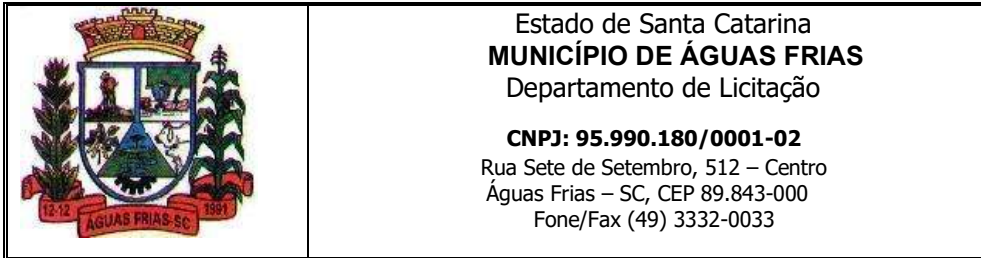 12-12
ÁGUAS FRIAS-SC
1991
Estado de Santa Catarina
MUNICÍPIO DE ÁGUAS FRIAS
Departamento de Licitação
CNPJ: 95.990.180/0001-02
Rua Sete de Setembro, 512 – Centro
Águas Frias – SC, CEP 89.843-000
Fone/Fax (49) 3332-0033